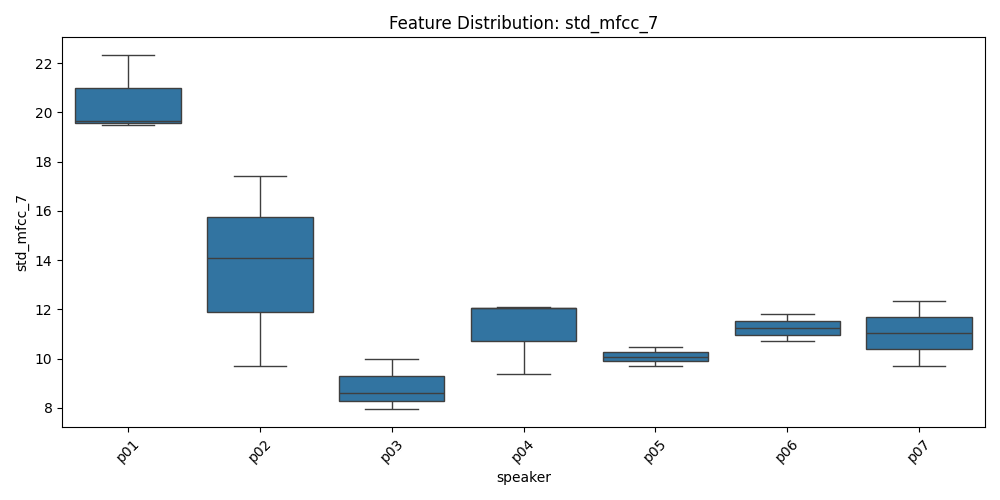 Feature Distribution: std_mfcc_7
std_mfcc_7
22
20
18
16
14
12
10
8
p01 p02 p03 p04 p05 p06 p07
speaker